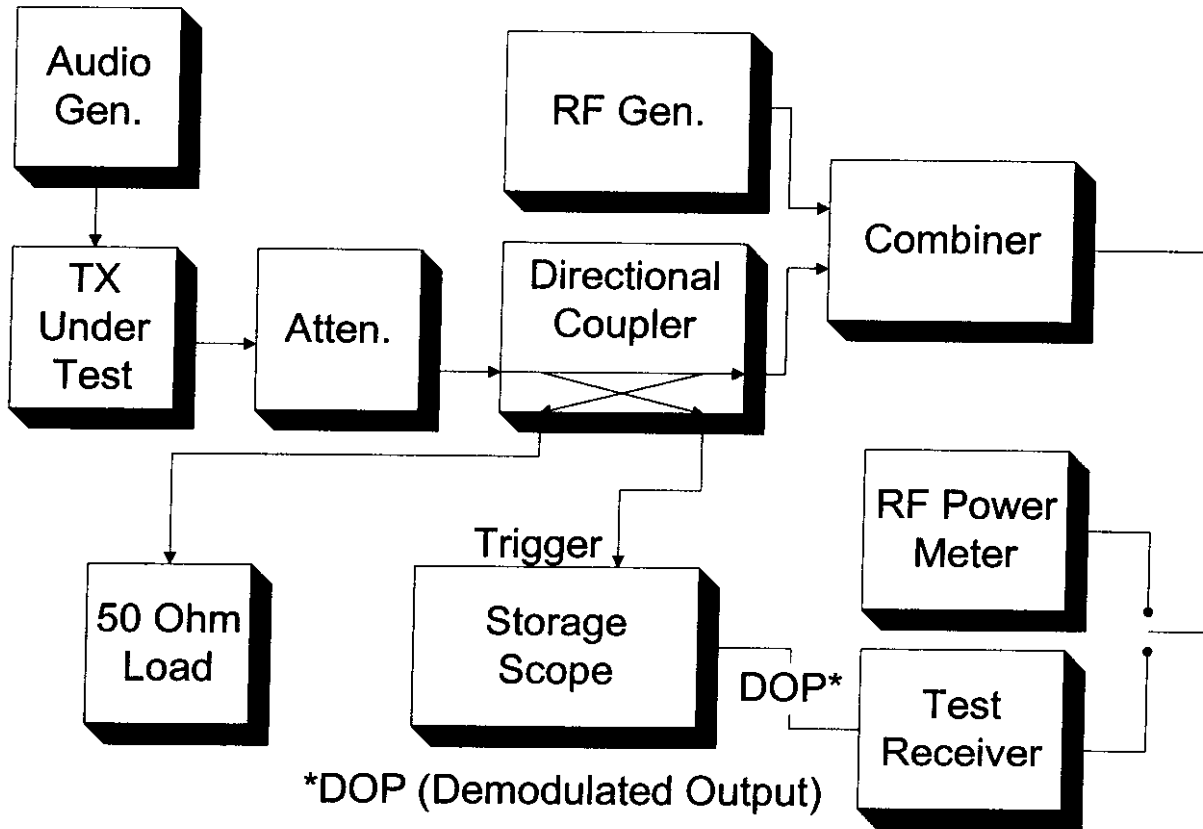 Audio
Gen.
RF Gen.
Combiner
TX
Under
Test
Atten.
Directional
Coupler
RF Power
Meter
Trigger
50 Ohm
Load
Storage
Scope
DOP*
Test
Receiver
*DOP (Demodulated Output)